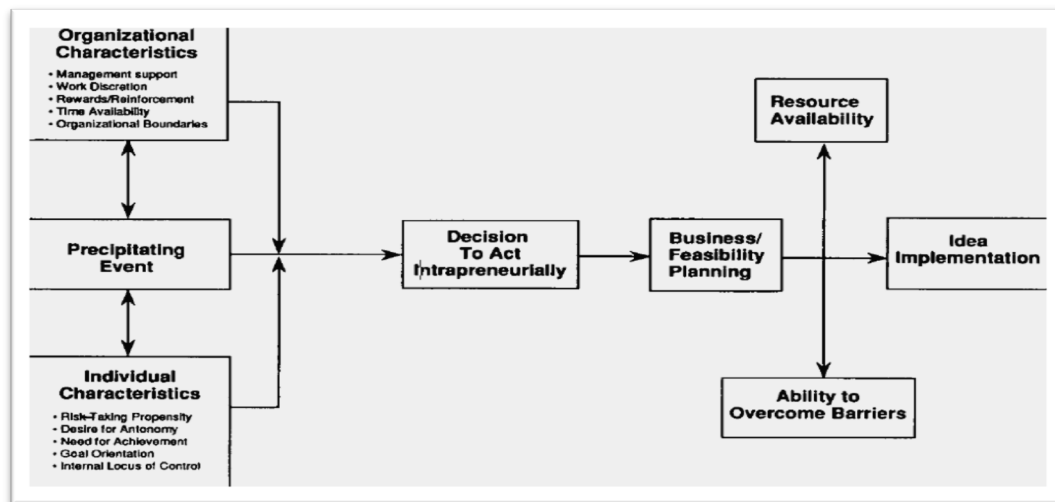 Organizational
Characteristics
• Management support
• Work Discretion
• Rewards/Reinforcement
• Time Availability
• Organizational Boundaries
Precipitating
Event
Individual
Characteristics
• Risk-Taking Propensity
• Desire for Antonomy
• Need for Achievement
• Goal Orientation
• Internal Locus of Control
Decision
To Act
Intrapreneurially
Business/
Feasibility
Planning
Resource
Availability
Idea
Implementation
Ability to
Overcome Barriers